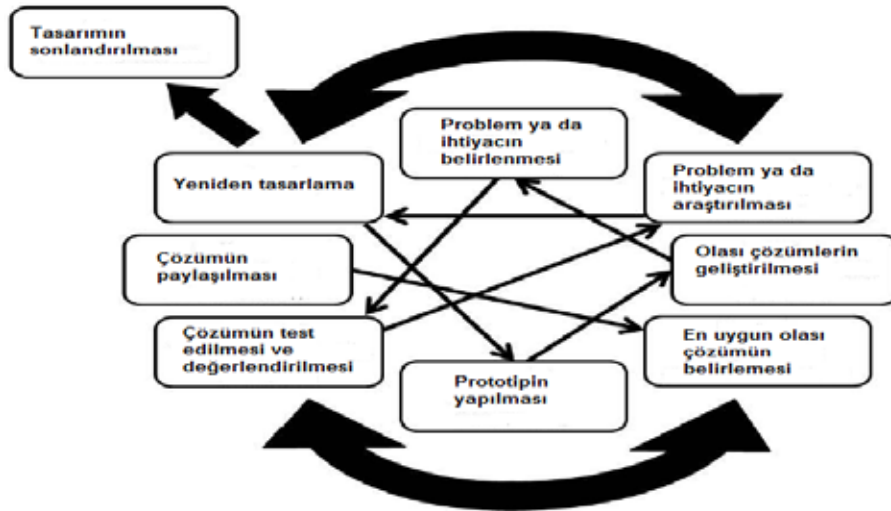 Tasarımın
sonlandırılması
Problem ya da
ihtiyacın
belirlenmesi
Yeniden tasarlama
Problem ya da
ihtiyacın
araştırılması
Çözümün
paylaşılması
Olası çözümlerin
geliştirilmesi
Çözümün test
edilmesi ve
değerlendirilmesi
En uygun olası
çözümün
belirlemesi
Prototipin
yapılması